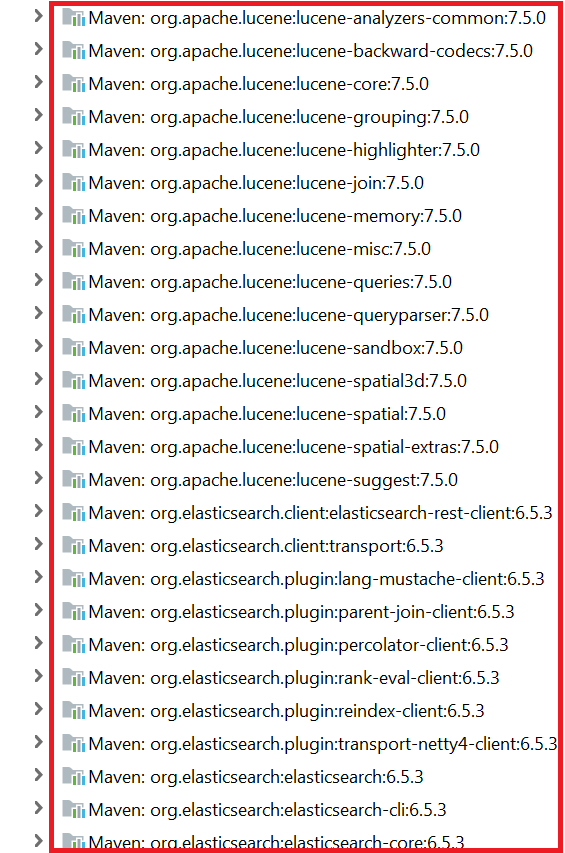 Maven: org.apache.lucene:lucene-analyzers-common:7.5.0
Maven: org.apache.lucene:lucene-backward-codecs:7.5.0
Maven: org.apache.lucene:lucene-core:7.5.0
Maven: org.apache.lucene:lucene-grouping:7.5.0
Maven: org.apache.lucene:lucene-highlighter:7.5.0
Maven: org.apache.lucene:lucene-join:7.5.0
Maven: org.apache.lucene:lucene-memory:7.5.0
Maven: org.apache.lucene:lucene-misc:7.5.0
Maven: org.apache.lucene:lucene-queries:7.5.0
Maven: org.apache.lucene:lucene-queryparser:7.5.0
Maven: org.apache.lucene:lucene-sandbox:7.5.0
Maven: org.apache.lucene:lucene-spatial3d:7.5.0
Maven: org.apache.lucene:lucene-spatial:7.5.0
Maven: org.apache.lucene:lucene-spatial-extras:7.5.0
Maven: org.apache.lucene:lucene-suggest:7.5.0
Maven: org.elasticsearch.client:elasticsearch-rest-client:6.5.3
Maven: org.elasticsearch.client:transport:6.5.3
Maven: org.elasticsearch.plugin:lang-mustache-client:6.5.3
Maven: org.elasticsearch.plugin:parent-join-client:6.5.3
Maven: org.elasticsearch.plugin:percolator-client:6.5.3
Maven: org.elasticsearch.plugin:rank-eval-client:6.5.3
Maven: org.elasticsearch.plugin:reindex-client:6.5.3
Maven: org.elasticsearch.plugin:transport-netty4-client:6.5.3
Maven: org.elasticsearch:elasticsearch:6.5.3
Maven: org.elasticsearch:elasticsearch-cli:6.5.3
Maven: org.elasticsearch:elasticsearch-core:6.5.3